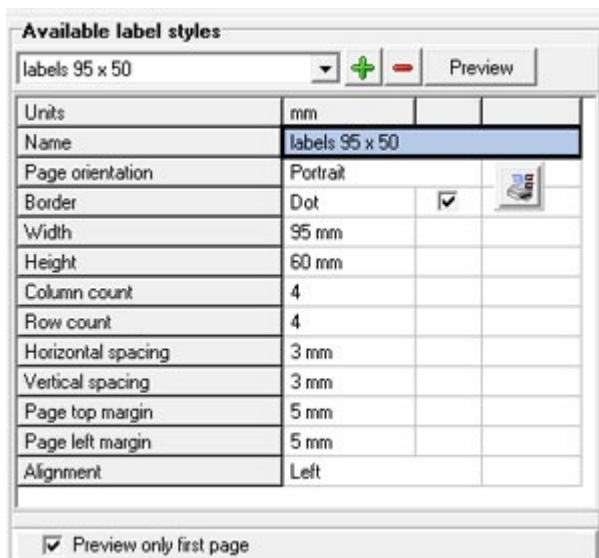 Available label styles
labels 95 x 50 Preview
Units mm
Name labels 95 x 50
Page orientation Portrait
Border Dot
Width 95 mm
Height 60 mm
Column count 4
Row count 4
Horizontal spacing 3 mm
Vertical spacing 3 mm
Page top margin 5 mm
Page left margin 5 mm
Alignment Left
Preview only first page